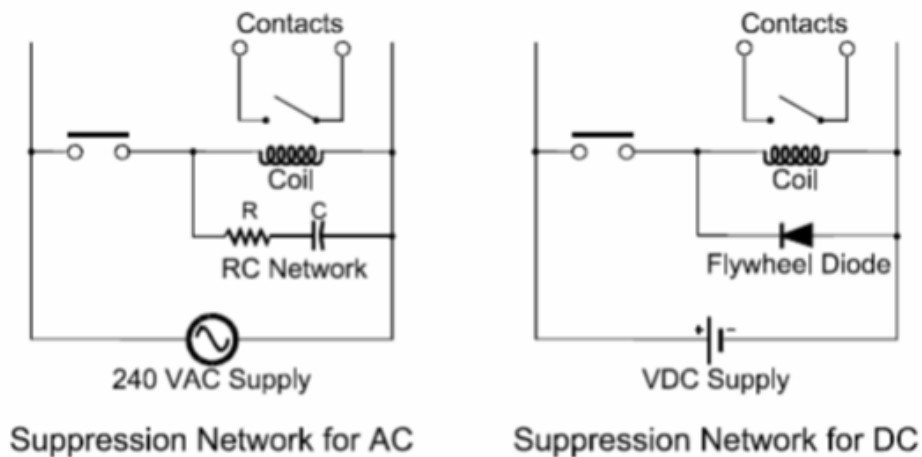 Contacts
Coil
R C
RC Network
240 VAC Supply
Suppression Network for AC
Contacts
Coil
Flywheel Diode
+ -
VDC Supply
Suppression Network for DC